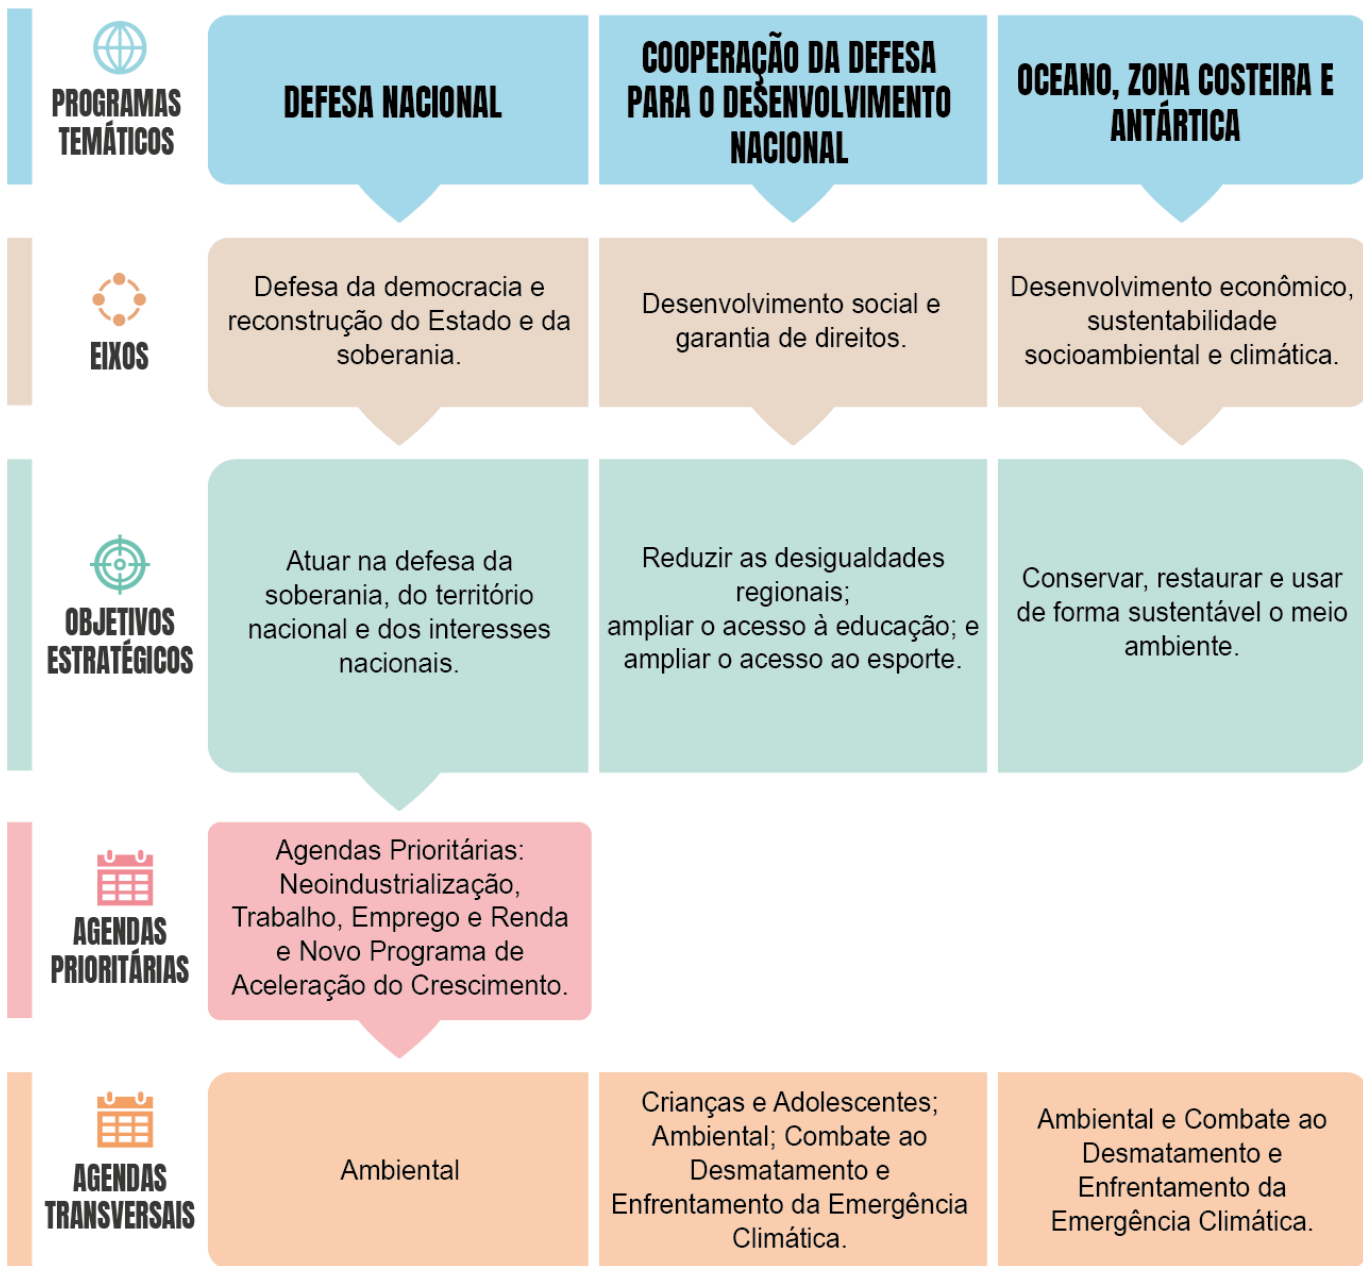 PROGRAMAS
TEMÁTICOS
DEFESA NACIONAL
COOPERAÇÃO DA DEFESA
PARA O DESENVOLVIMENTO
NACIONAL
OCEANO, ZONA COSTEIRA E
ANTÁRTICA
EIXOS
Defesa da democracia e
reconstrução do Estado e da
soberania.
Desenvolvimento social e
garantia de direitos.
Desenvolvimento econômico,
sustentabilidade
socioambiental e climática.
OBJETIVOS
ESTRATÉGICOS
Atuar na defesa da
soberania, do território
nacional e dos interesses
nacionais.
Reduzir as desigualdades
regionais;
ampliar o acesso à educação; e
ampliar o acesso ao esporte.
Conservar, restaurar e usar
de forma sustentável o meio
ambiente.
AGENDAS
PRIORITÁRIAS
Agendas Prioritárias:
Neoindustrialização,
Trabalho, Emprego e Renda
e Novo Programa de
Aceleração do Crescimento.
AGENDAS
TRANSVERSAIS
Ambiental
Crianças e Adolescentes;
Ambiental; Combate ao
Desmatamento e
Enfrentamento da Emergência
Climática.
Ambiental e Combate ao
Desmatamento e
Enfrentamento da
Emergência Climática.